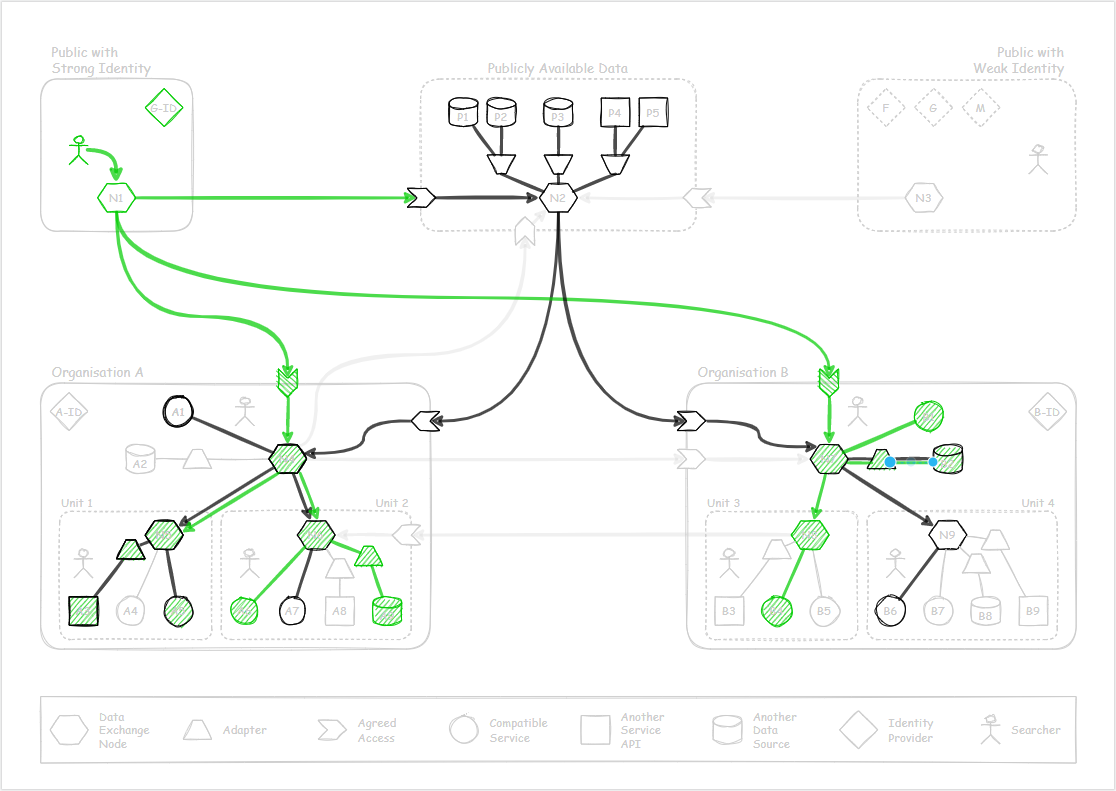 Public with
Strong Identity
Publicly Available Data
Public with
Weak Identity
G-ID
P1
P2
P3
P4
P5
F
G
M
N1
N2
N3
Organisation A
Organisation B
A-ID
A1
A2
B-ID
Unit 1
Unit 2
Unit 3
Unit 4
N9
A4
A7
A8
B3
B5
B6
B7
B8
B9
Data
Exchange
Node
Adapter
Agreed
Access
Compatible
Service
Another
Service
API
Another
Data
Source
Identity
Provider
Searcher